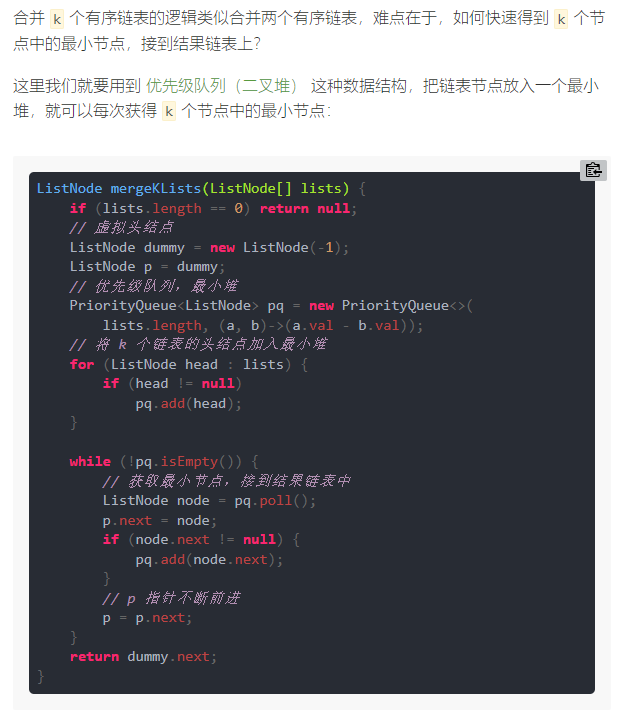 合并 k 个有序链表的逻辑类似合并两个有序链表，难点在于，如何快速得到 k 个节
点中的最小节点，接到结果链表上？
这里我们就要用到 优先级队列（二叉堆） 这种数据结构，把链表节点放入一个最小
堆，就可以每次获得 k 个节点中的最小节点：
ListNode mergeKLists(ListNode[] lists) {
    if (lists.length == 0) return null;
    // 虚拟头结点
    ListNode dummy = new ListNode(-1);
    ListNode p = dummy;
    // 优先级队列，最小堆
    PriorityQueue<ListNode> pq = new PriorityQueue<>(
        lists.length, (a, b)->(a.val - b.val));
    // 将 k 个链表的头结点加入最小堆
    for (ListNode head : lists) {
        if (head != null)
            pq.add(head);
    }
    while (!pq.isEmpty()) {
        // 获取最小节点，接到结果链表中
        ListNode node = pq.poll();
        p.next = node;
        if (node.next != null) {
            pq.add(node.next);
        }
        // p 指针不断前进
        p = p.next;
    }
    return dummy.next;
}